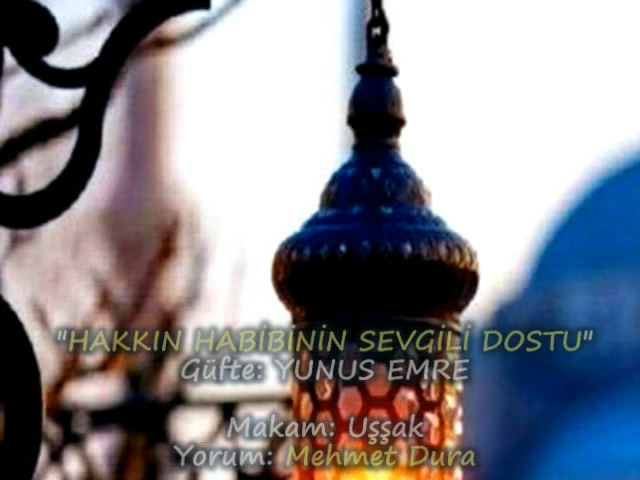 "HAKKIN HABİBİNİN SEVGİLİ DOSTU"
Güfte: YUNUS EMRE
Makam: Uşşak
Yorum: Mehmet Dura